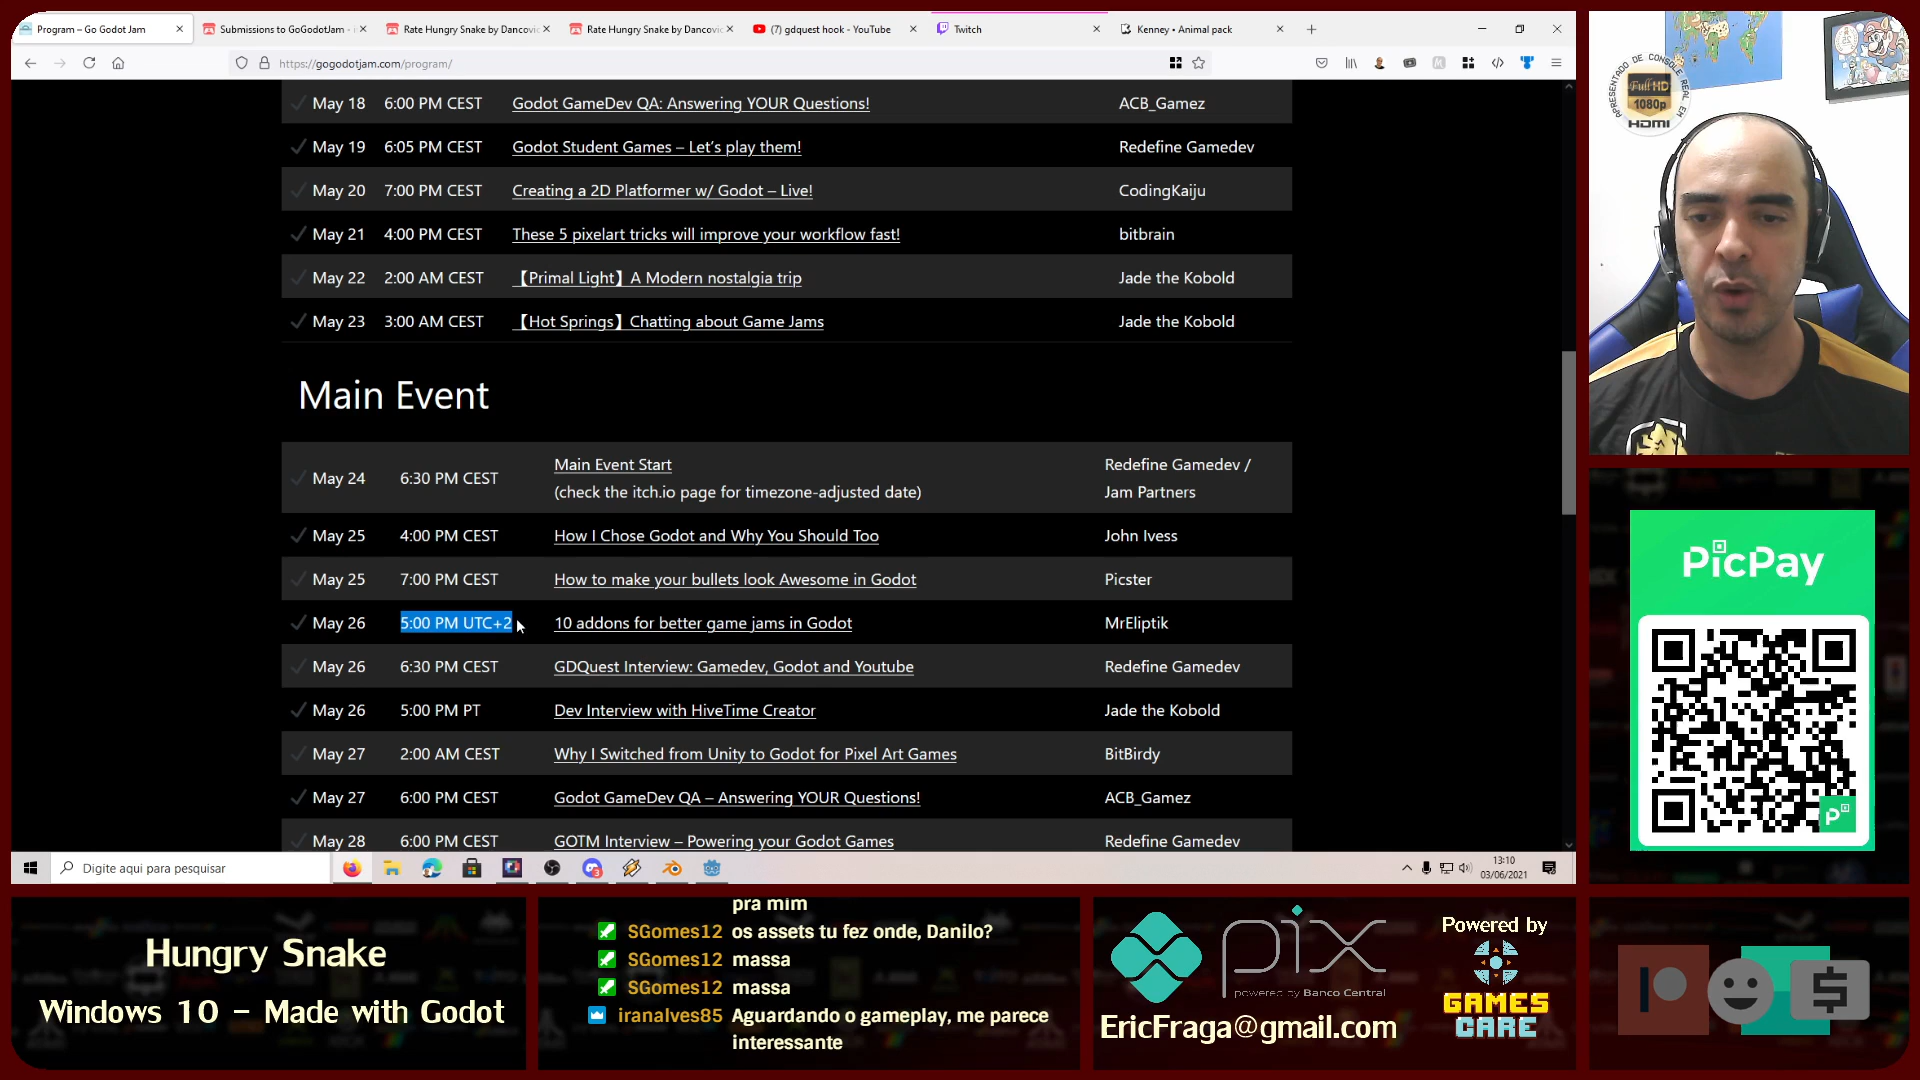 Program – Go Godot Jam
Submissions to GoGodotJam - i
Rate Hungry Snake by Dancovic
Rate Hungry Snake by Dancovic
(7) gdquest hook - YouTube
Twitch
Kenney • Animal pack
https://gogodotjam.com/program/
May 18 6:00 PM CEST Godot GameDev QA: Answering YOUR Questions! ACB_Gamez
May 19 6:05 PM CEST Godot Student Games – Let's play them! Redefine Gamedev
May 20 7:00 PM CEST Creating a 2D Platformer w/ Godot – Live! CodingKaiju
May 21 4:00 PM CEST These 5 pixelart tricks will improve your workflow fast! bitbrain
May 22 2:00 AM CEST 【Primal Light】A Modern nostalgia trip Jade the Kobold
May 23 3:00 AM CEST 【Hot Springs】Chatting about Game Jams Jade the Kobold
Main Event
May 24 6:30 PM CEST Main Event Start Redefine Gamedev /
(check the itch.io page for timezone-adjusted date) Jam Partners
May 25 4:00 PM CEST How I Chose Godot and Why You Should Too John Ivess
May 25 7:00 PM CEST How to make your bullets look Awesome in Godot Picster
May 26 5:00 PM UTC+2 10 addons for better game jams in Godot MrEliptik
May 26 6:30 PM CEST GDQuest Interview: Gamedev, Godot and Youtube Redefine Gamedev
May 26 5:00 PM PT Dev Interview with HiveTime Creator Jade the Kobold
May 27 2:00 AM CEST Why I Switched from Unity to Godot for Pixel Art Games BitBirdy
May 27 6:00 PM CEST Godot GameDev QA – Answering YOUR Questions! ACB_Gamez
May 28 6:00 PM CEST GOTM Interview – Powering your Godot Games Redefine Gamedev
Digite aqui para pesquisar
13:10
03/06/2021
APRESENTADO DE CONSOLE REAL EM
Full HD
1080p
HDMI
PicPay
Hungry Snake
Windows 10 - Made with Godot
pra mim
SGomes12 os assets tu fez onde, Danilo?
SGomes12 massa
SGomes12 massa
iranalves85 Aguardando o gameplay, me parece
interessante
pix
powered by Banco Central
EricFraga@gmail.com
Powered by
GAMES
CARE